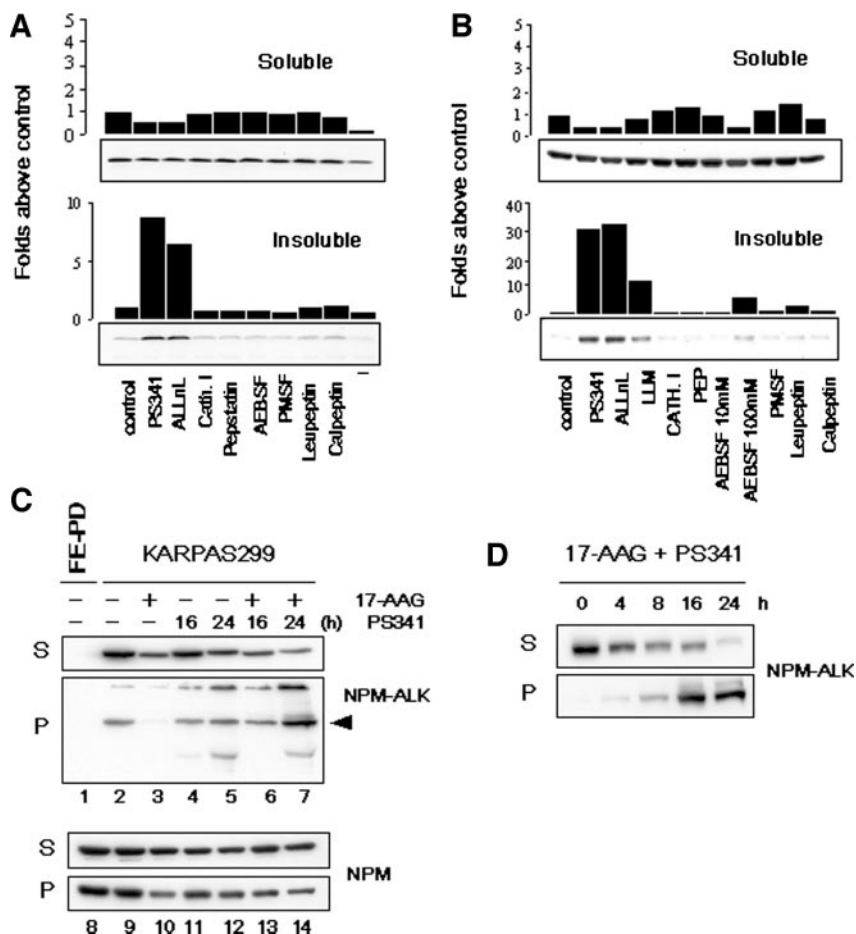 A
Folds above control
5
4
3
2
1
0
Soluble
10
5
0
Insoluble
control
PS341
ALLnL
Cath. I
Pepstatin
AEBSF
PMSF
Leupeptin
Calpeptin
–
B
Folds above control
5
4
3
2
1
0
Soluble
40
30
20
10
0
Insoluble
control
PS341
ALLnL
LLM
CATH. I
PEP
AEBSF 10mM
AEBSF 100mM
PMSF
Leupeptin
Calpeptin
C
FE-PD
KARPAS299
– – + – – + + 17-AAG
– – – 16 24 16 24 (h) PS341
S
P
NPM-ALK
1 2 3 4 5 6 7
S
P
NPM
8 9 10 11 12 13 14
D
17-AAG + PS341
0 4 8 16 24 h
S
P
NPM-ALK